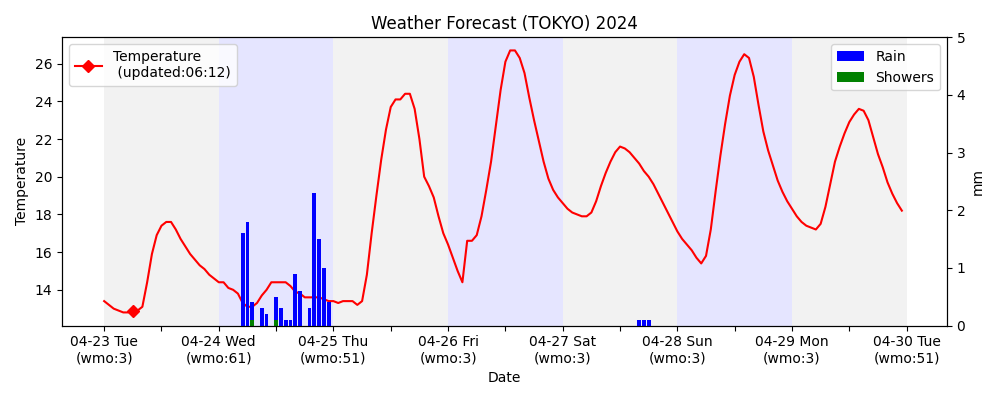 Weather Forecast (TOKYO) 2024
Temperature
(updated:06:12)
Rain
Showers
Temperature
26
24
22
20
18
16
14
5
4
3
2
1
0
mm
04-23 Tue
(wmo:3)
04-24 Wed
(wmo:61)
04-25 Thu
(wmo:51)
04-26 Fri
(wmo:3)
04-27 Sat
(wmo:3)
04-28 Sun
(wmo:3)
04-29 Mon
(wmo:3)
04-30 Tue
(wmo:51)
Date